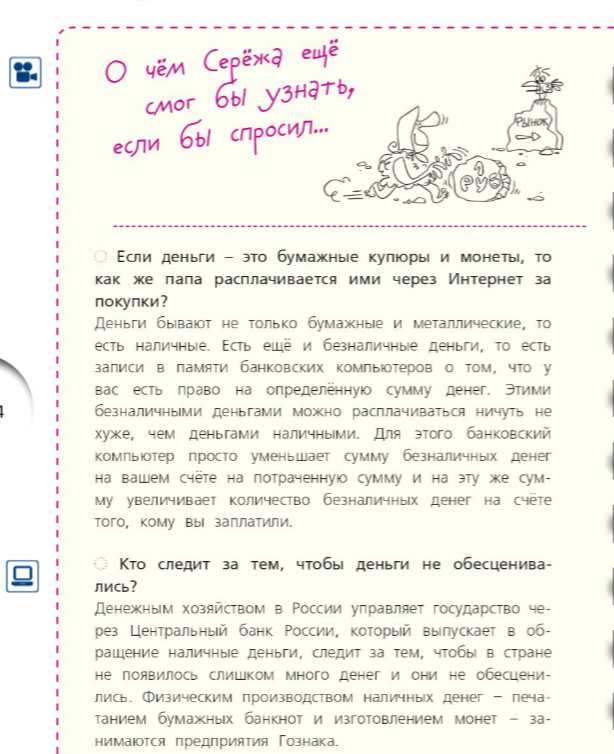 О чём Серёжа ещё
смог бы узнать,
если бы спросил...
Рынок
1
РУБ
Если деньги – это бумажные купюры и монеты, то
как же папа расплачивается ими через Интернет за
покупки?
Деньги бывают не только бумажные и металлические, то
есть наличные. Есть ещё и безналичные деньги, то есть
записи в памяти банковских компьютеров о том, что у
вас есть право на определённую сумму денег. Этими
безналичными деньгами можно расплачиваться ничуть не
хуже, чем деньгами наличными. Для этого банковский
компьютер просто уменьшает сумму безналичных денег
на вашем счёте на потраченную сумму и на эту же сум-
му увеличивает количество безналичных денег на счёте
того, кому вы заплатили.
4
Кто следит за тем, чтобы деньги не обесценива-
лись?
Денежным хозяйством в России управляет государство че-
рез Центральный банк России, который выпускает в об-
ращение наличные деньги, следит за тем, чтобы в стране
не появилось слишком много денег и они не обесцени-
лись. Физическим производством наличных денег – печа-
танием бумажных банкнот и изготовлением монет – за-
нимаются предприятия Гознака.